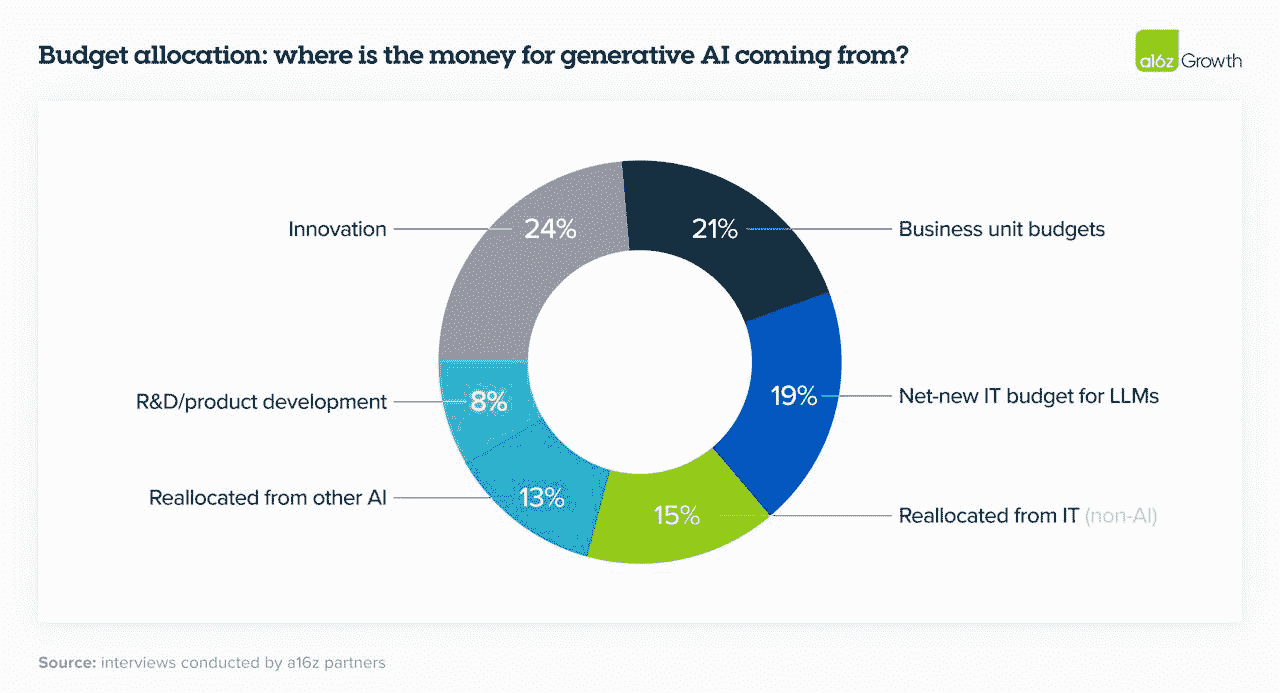 Budget allocation: where is the money for generative AI coming from?
a16z Growth
Innovation
24%
21%
Business unit budgets
R&D/product development
8%
19%
Net-new IT budget for LLMs
Reallocated from other AI
13%
15%
Reallocated from IT (non-AI)
Source: interviews conducted by a16z partners